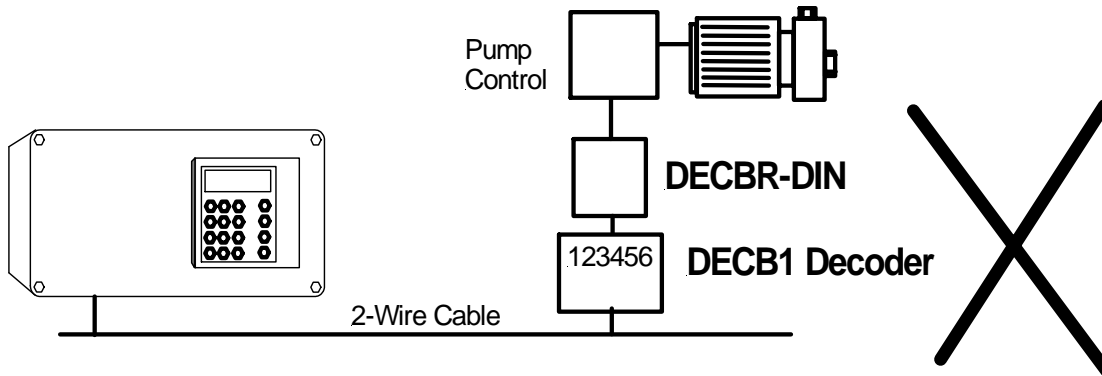 Pump
Control
DECBR-DIN
123456
DECB1 Decoder
2-Wire Cable